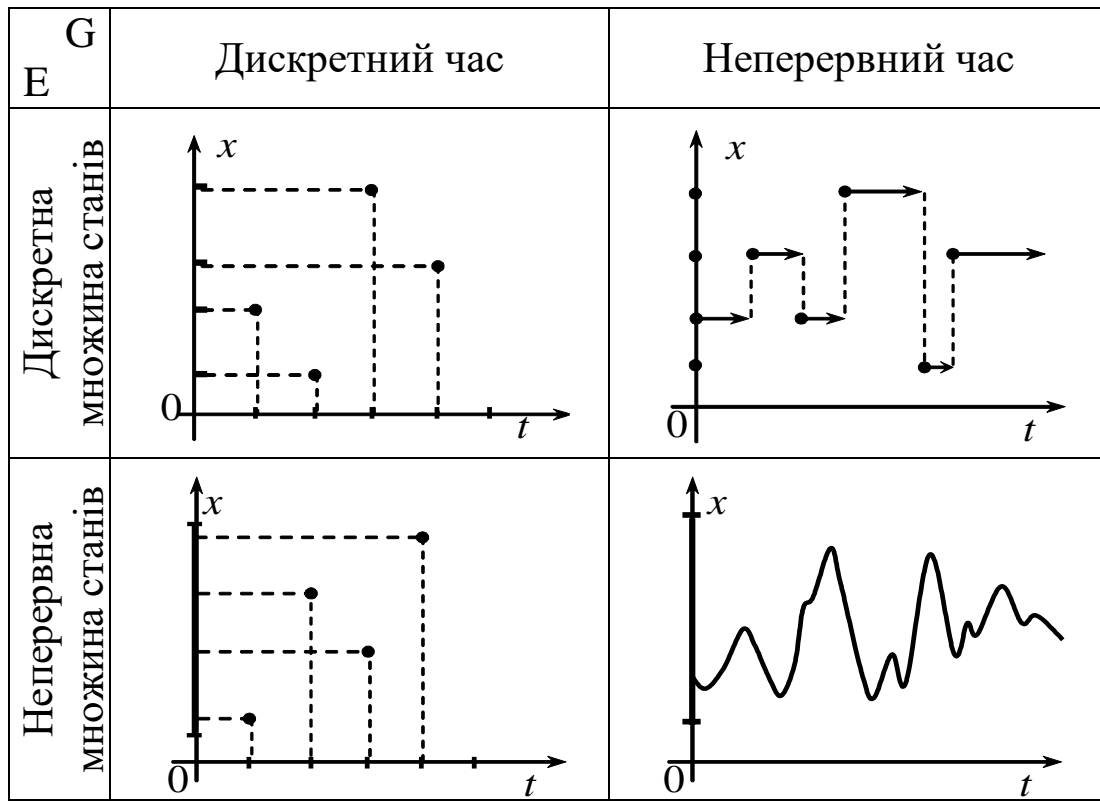 G
E
Дискретний час
Неперервний час
Дискретна
множина станів
x
0
t
x
0
t
Неперервна
множина станів
x
0
t
x
0
t